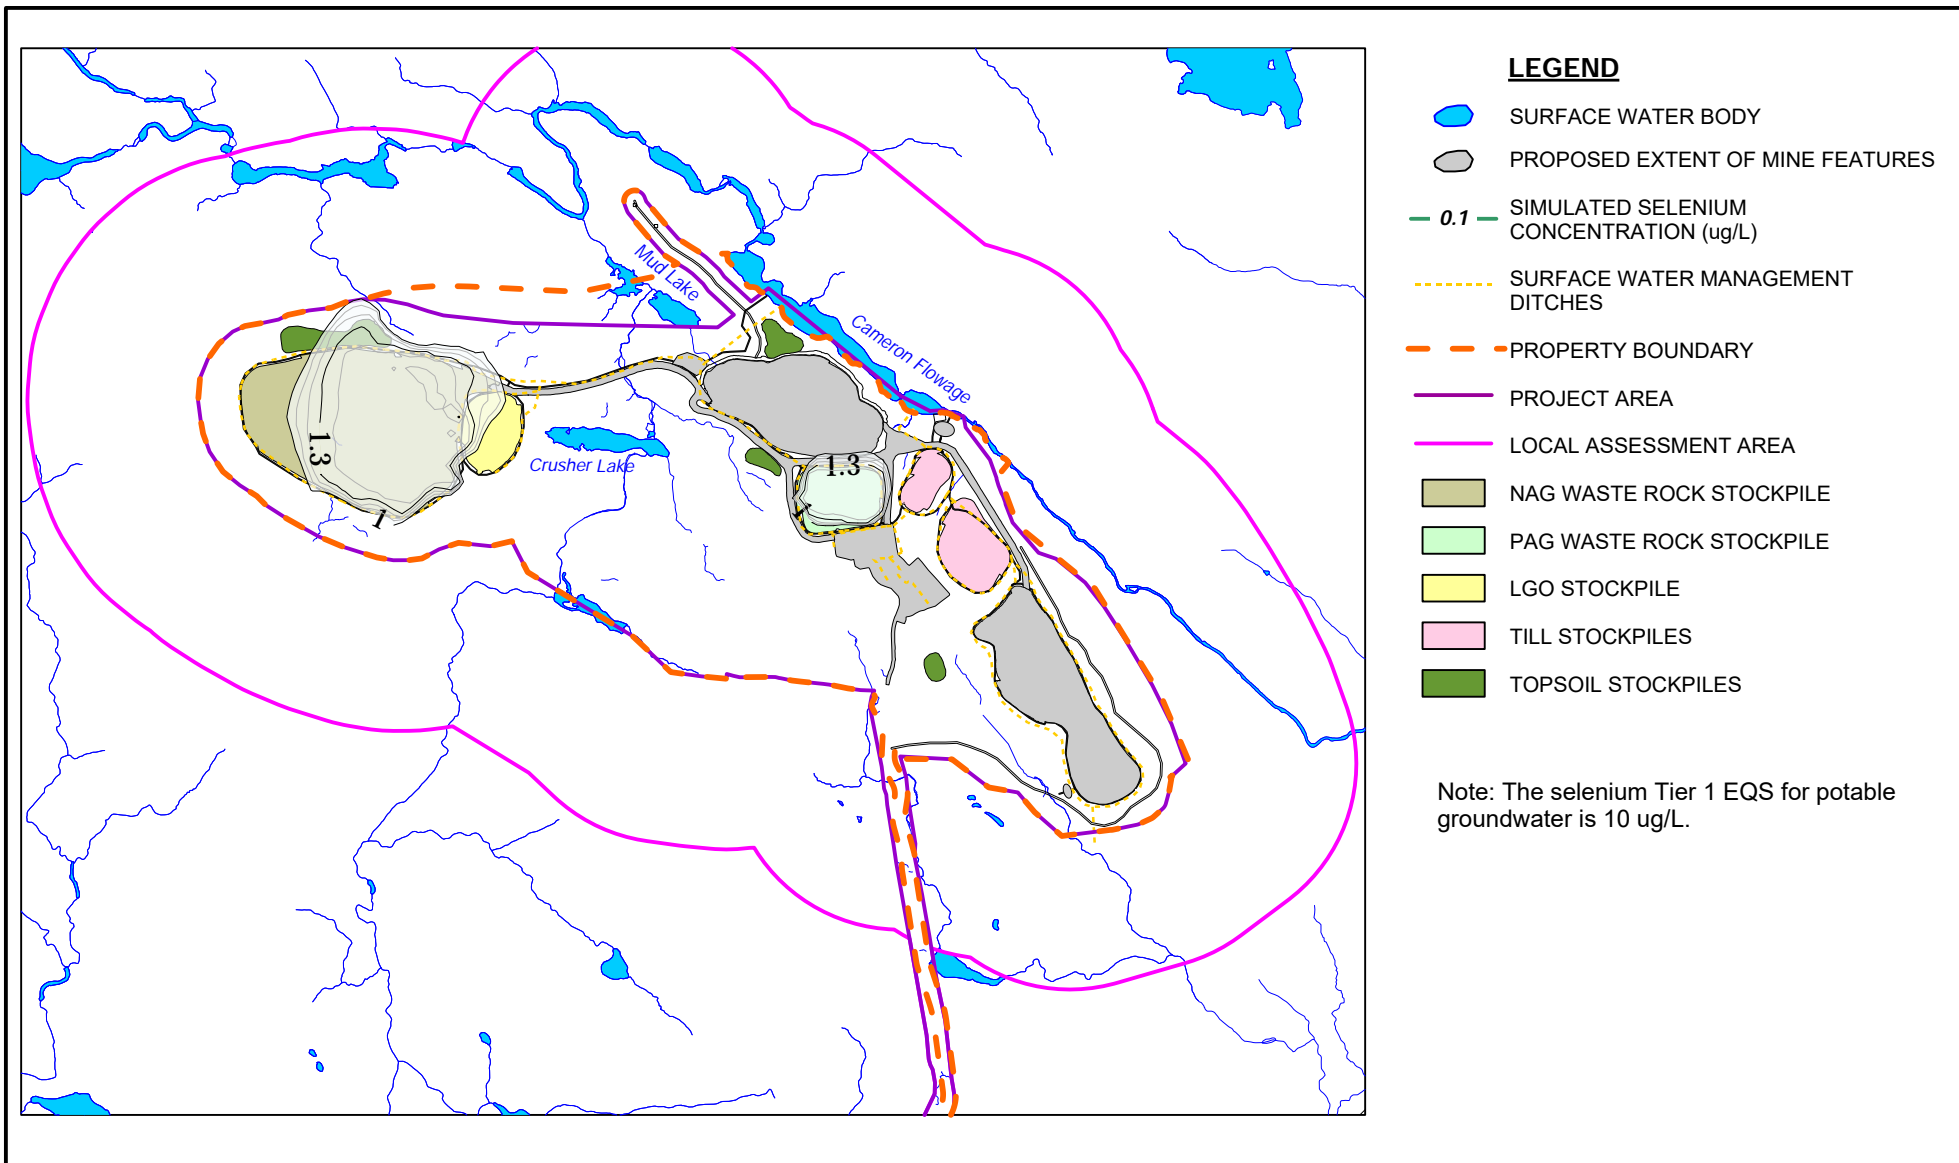 LEGEND
SURFACE WATER BODY
PROPOSED EXTENT OF MINE FEATURES
0.1
SIMULATED SELENIUM
CONCENTRATION (ug/L)
SURFACE WATER MANAGEMENT
DITCHES
PROPERTY BOUNDARY
PROJECT AREA
LOCAL ASSESSMENT AREA
NAG WASTE ROCK STOCKPILE
PAG WASTE ROCK STOCKPILE
LGO STOCKPILE
TILL STOCKPILES
TOPSOIL STOCKPILES
Note: The selenium Tier 1 EQS for potable
groundwater is 10 ug/L.
Mud Lake
Cameron Flowage
Crusher Lake
1.3
1
1.3
1